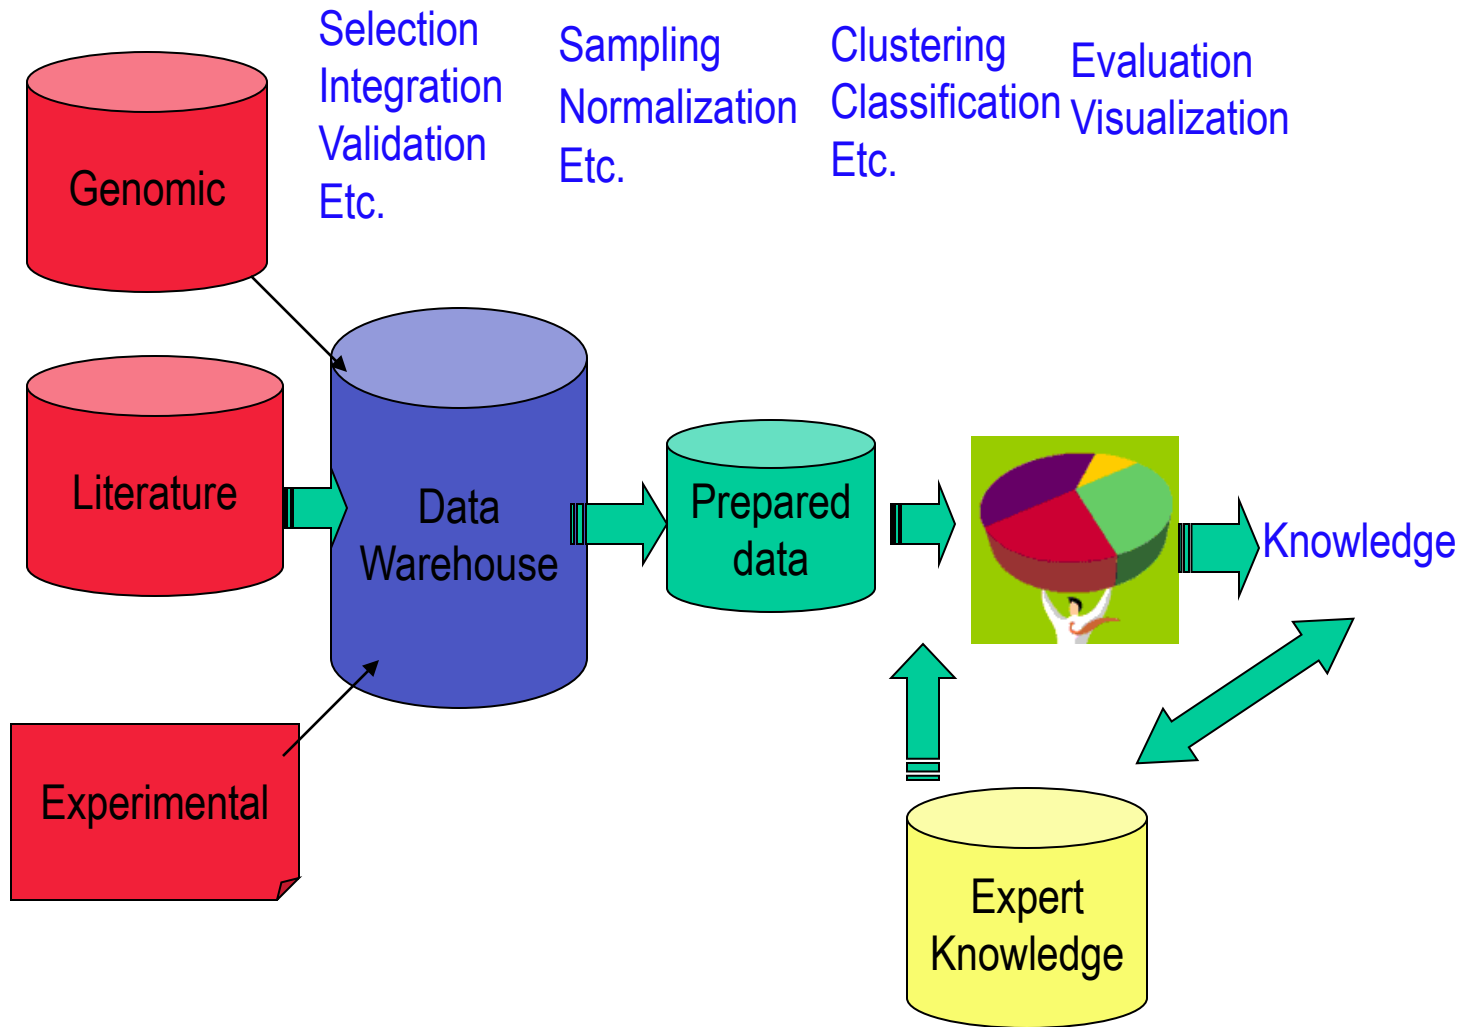 Selection
Integration
Validation
Etc.
Sampling
Normalization
Etc.
Clustering
Classification
Etc.
Evaluation
Visualization
Genomic
Literature
Experimental
Data
Warehouse
Prepared
data
Knowledge
Expert
Knowledge